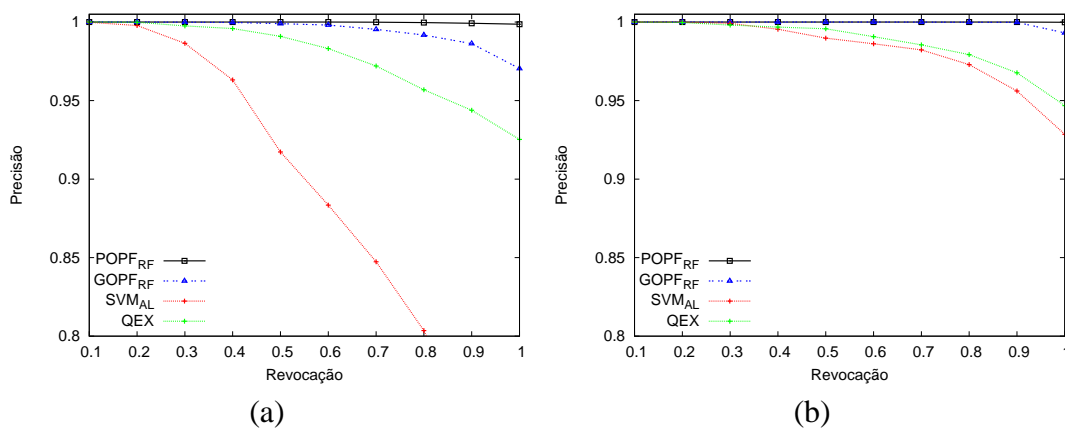 1
0.95
0.9
0.85
0.8
Precisão
POPF_RF
GOPF_RF
SVM_AL
QEX
0.1 0.2 0.3 0.4 0.5 0.6 0.7 0.8 0.9 1
Revocação
(a)
1
0.95
0.9
0.85
0.8
Precisão
POPF_RF
GOPF_RF
SVM_AL
QEX
0.1 0.2 0.3 0.4 0.5 0.6 0.7 0.8 0.9 1
Revocação
(b)